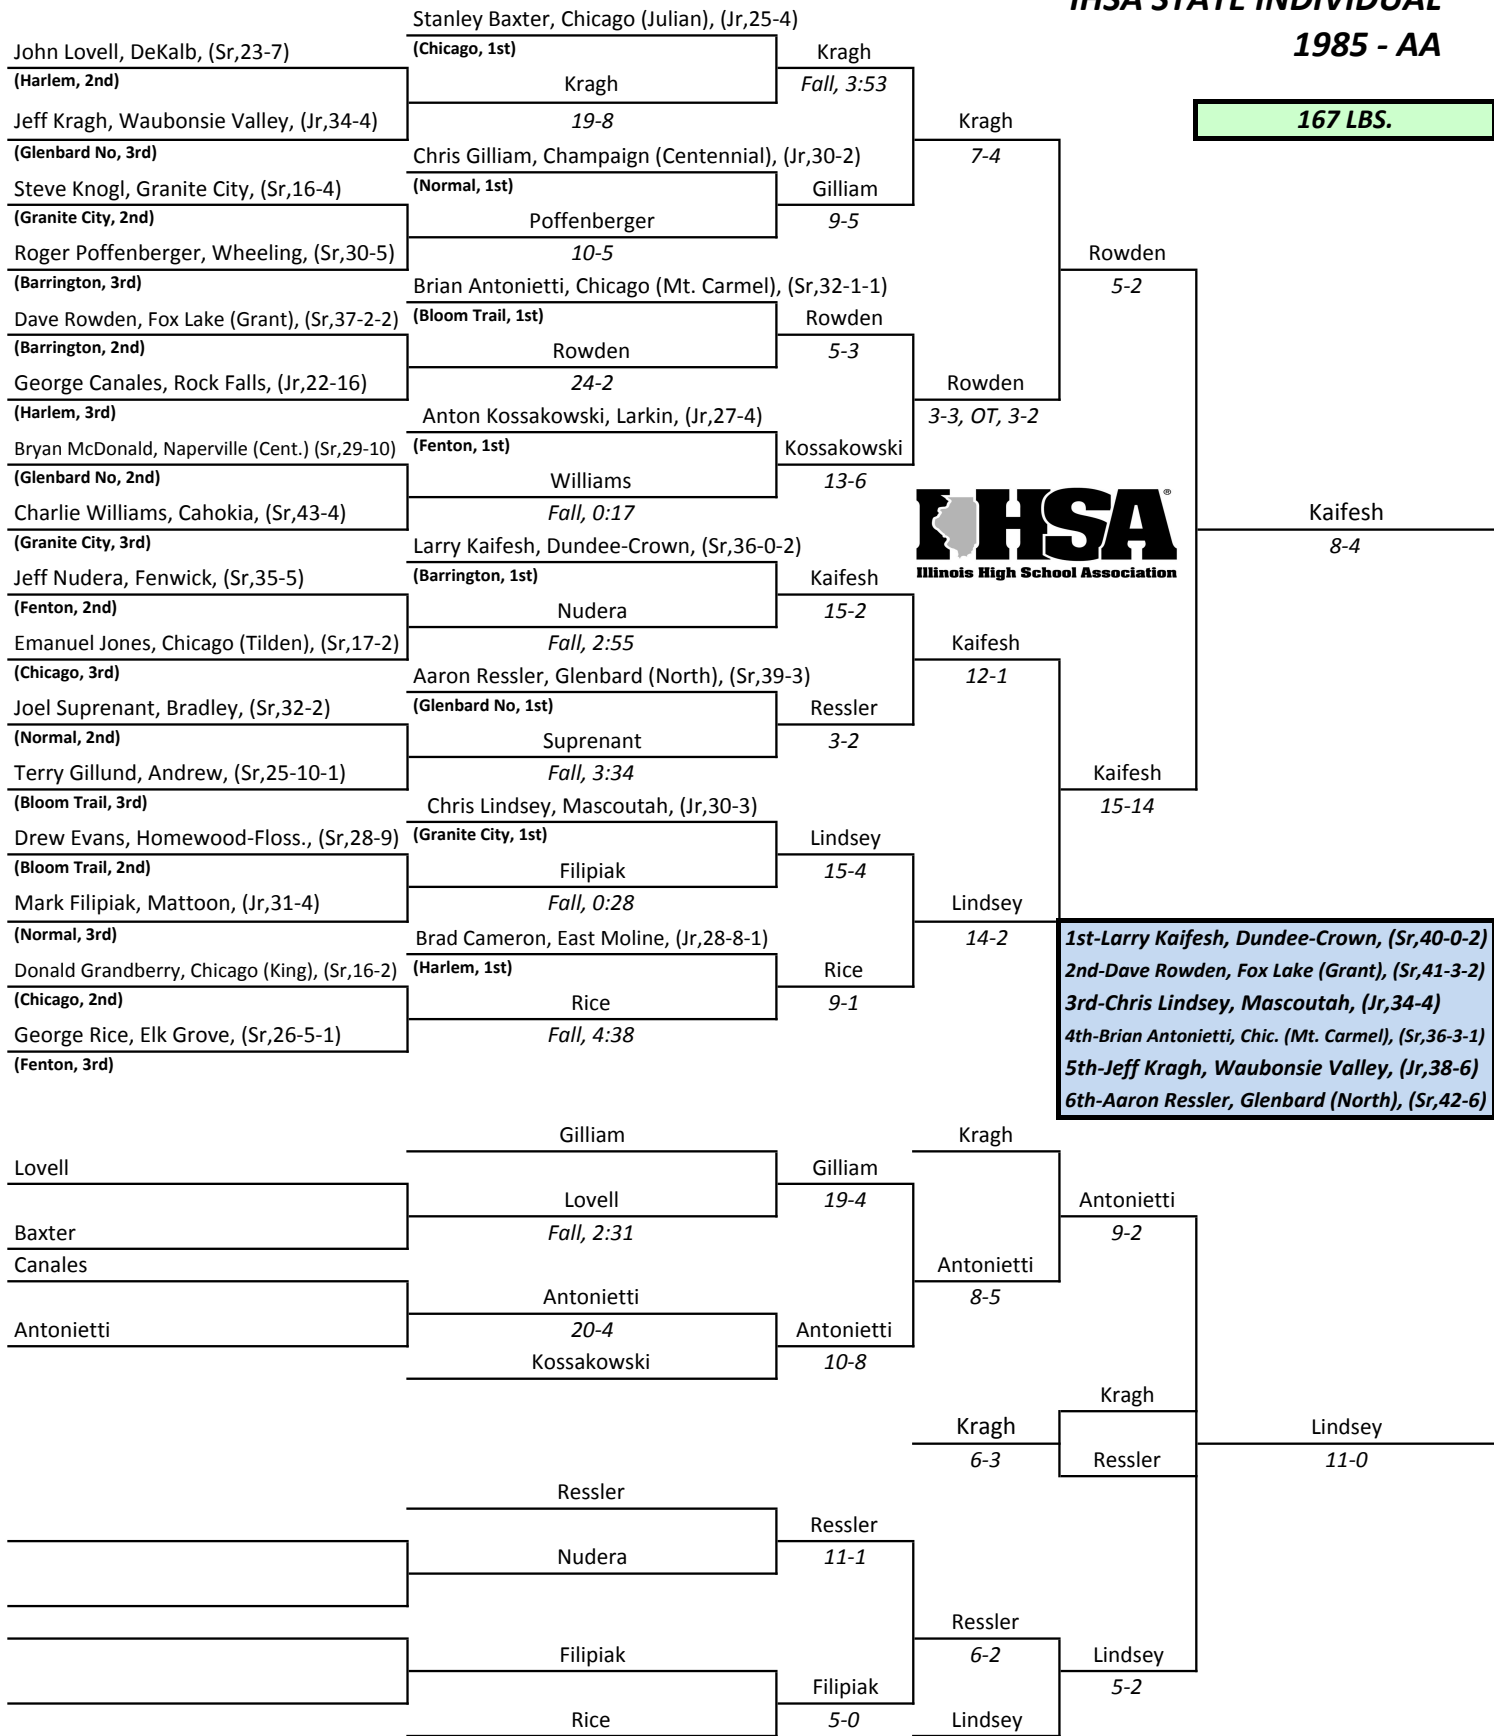 IHSA STATE INDIVIDUAL
1985 - AA
167 LBS.
John Lovell, DeKalb, (Sr,23-7)
(Harlem, 2nd)
Jeff Kragh, Waubonsie Valley, (Jr,34-4)
(Glenbard No, 3rd)
Steve Knogl, Granite City, (Sr,16-4)
(Granite City, 2nd)
Roger Poffenberger, Wheeling, (Sr,30-5)
(Barrington, 3rd)
Dave Rowden, Fox Lake (Grant), (Sr,37-2-2)
(Barrington, 2nd)
George Canales, Rock Falls, (Jr,22-16)
(Harlem, 3rd)
Bryan McDonald, Naperville (Cent.) (Sr,29-10)
(Glenbard No, 2nd)
Charlie Williams, Cahokia, (Sr,43-4)
(Granite City, 3rd)
Jeff Nudera, Fenwick, (Sr,35-5)
(Fenton, 2nd)
Emanuel Jones, Chicago (Tilden), (Sr,17-2)
(Chicago, 3rd)
Joel Suprenant, Bradley, (Sr,32-2)
(Normal, 2nd)
Terry Gillund, Andrew, (Sr,25-10-1)
(Bloom Trail, 3rd)
Drew Evans, Homewood-Floss., (Sr,28-9)
(Bloom Trail, 2nd)
Mark Filipiak, Mattoon, (Jr,31-4)
(Normal, 3rd)
Donald Grandberry, Chicago (King), (Sr,16-2)
(Chicago, 2nd)
George Rice, Elk Grove, (Sr,26-5-1)
(Fenton, 3rd)
Stanley Baxter, Chicago (Julian), (Jr,25-4)
(Chicago, 1st)
Kragh
19-8
Chris Gilliam, Champaign (Centennial), (Jr,30-2)
(Normal, 1st)
Poffenberger
10-5
Brian Antonietti, Chicago (Mt. Carmel), (Sr,32-1-1)
(Bloom Trail, 1st)
Rowden
24-2
Anton Kossakowski, Larkin, (Jr,27-4)
(Fenton, 1st)
Williams
Fall, 0:17
Larry Kaifesh, Dundee-Crown, (Sr,36-0-2)
(Barrington, 1st)
Nudera
Fall, 2:55
Aaron Ressler, Glenbard (North), (Sr,39-3)
(Glenbard No, 1st)
Suprenant
Fall, 3:34
Chris Lindsey, Mascoutah, (Jr,30-3)
(Granite City, 1st)
Filipiak
Fall, 0:28
Brad Cameron, East Moline, (Jr,28-8-1)
(Harlem, 1st)
Rice
Fall, 4:38
Kragh
Fall, 3:53
Gilliam
9-5
Rowden
5-3
Kossakowski
13-6
Kaifesh
15-2
Ressler
3-2
Lindsey
15-4
Rice
9-1
Kragh
7-4
Rowden
3-3, OT, 3-2
IHSA
®
Illinois High School Association
Kaifesh
12-1
Lindsey
14-2
Rowden
5-2
Kaifesh
15-14
Kaifesh
8-4
1st-Larry Kaifesh, Dundee-Crown, (Sr,40-0-2)
2nd-Dave Rowden, Fox Lake (Grant), (Sr,41-3-2)
3rd-Chris Lindsey, Mascoutah, (Jr,34-4)
4th-Brian Antonietti, Chic. (Mt. Carmel), (Sr,36-3-1)
5th-Jeff Kragh, Waubonsie Valley, (Jr,38-6)
6th-Aaron Ressler, Glenbard (North), (Sr,42-6)
Lovell
Baxter
Canales
Antonietti
Gilliam
Lovell
Fall, 2:31
Antonietti
20-4
Kossakowski
Ressler
Nudera
Filipiak
Rice
Gilliam
19-4
Antonietti
10-8
Ressler
11-1
Filipiak
5-0
Kragh
Antonietti
8-5
Kragh
6-3
Ressler
6-2
Lindsey
Antonietti
9-2
Kragh
Ressler
Lindsey
5-2
Lindsey
11-0